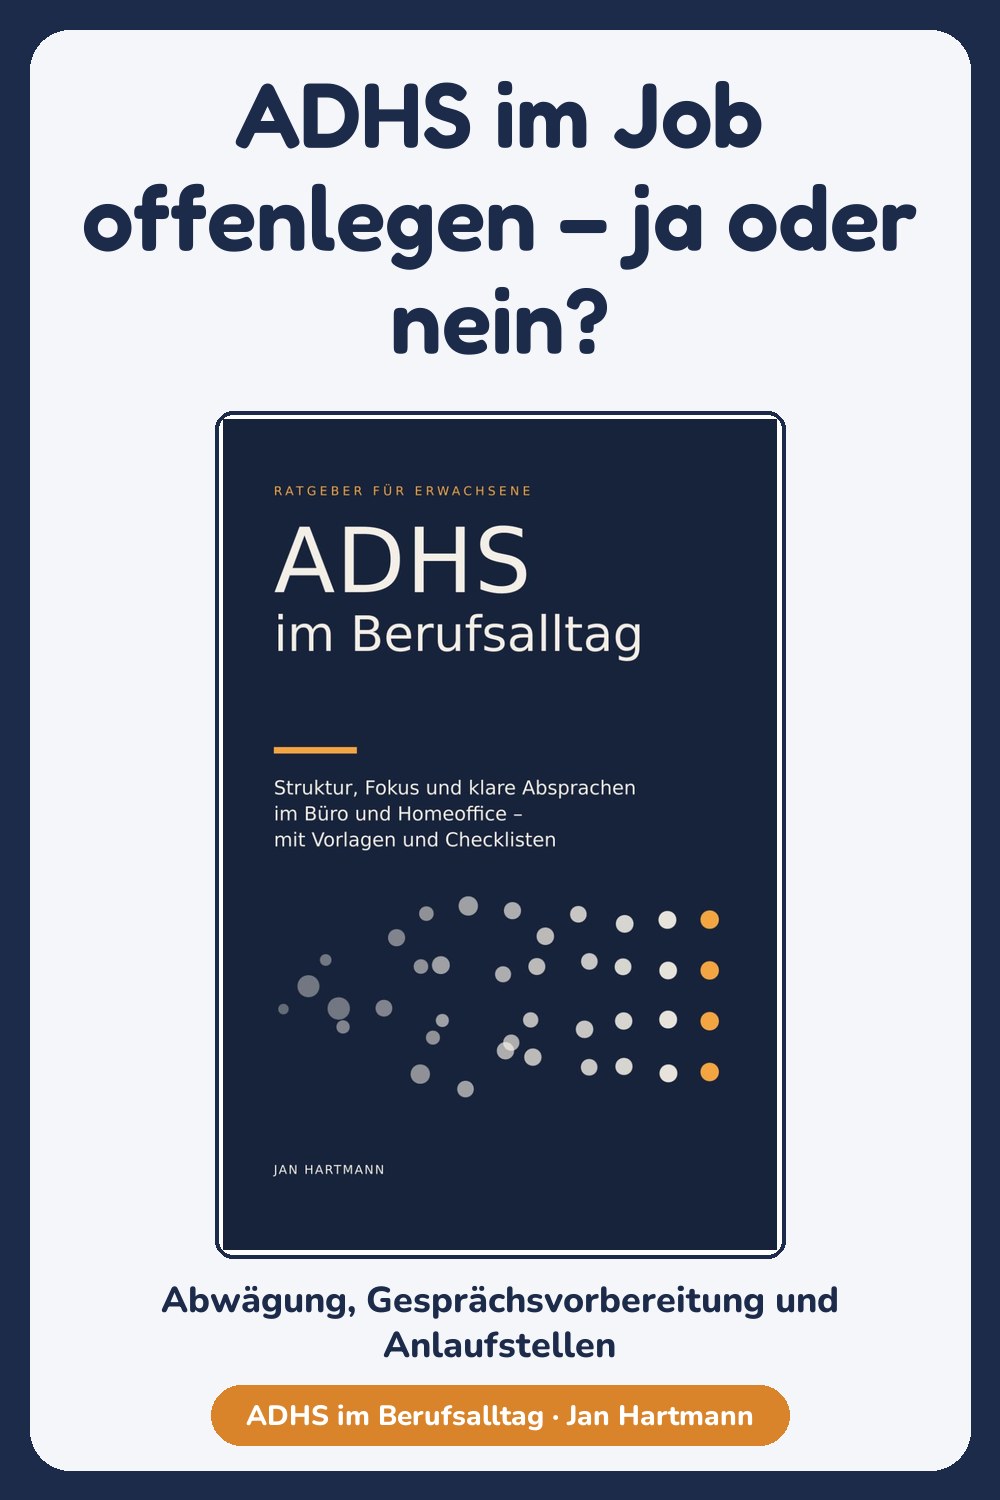 ADHS im Job
offenlegen – ja oder
nein?
RATGEBER FÜR ERWACHSENE
ADHS
im Berufsalltag
Struktur, Fokus und klare Absprachen
im Büro und Homeoffice –
mit Vorlagen und Checklisten
JAN HARTMANN
Abwägung, Gesprächsvorbereitung und
Anlaufstellen
ADHS im Berufsalltag · Jan Hartmann